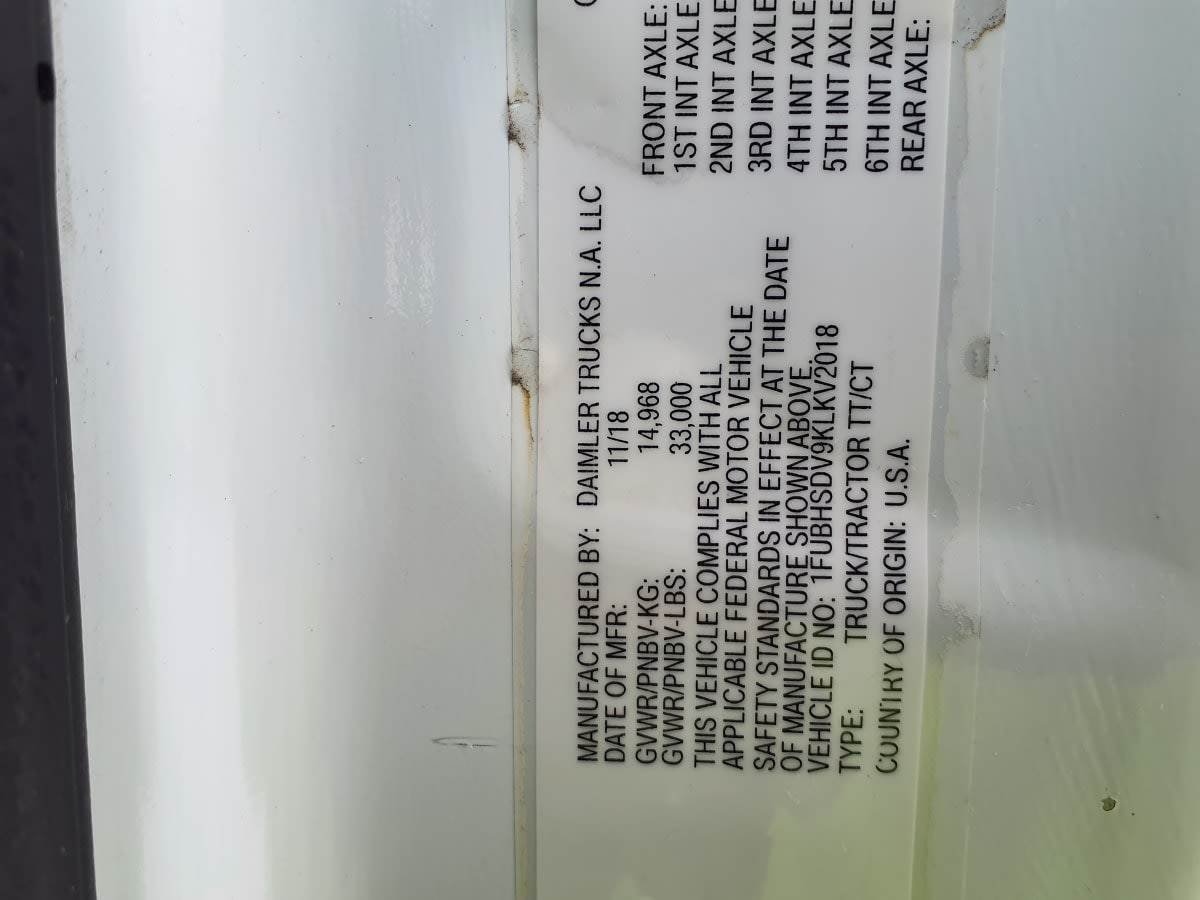 MANUFACTURED BY: DAIMLER TRUCKS N.A. LLC
DATE OF MFR: 11/18
GVWR/PNBV-KG: 14,968
GVWR/PNBV-LBS: 33,000
THIS VEHICLE COMPLIES WITH ALL
APPLICABLE FEDERAL MOTOR VEHICLE
SAFETY STANDARDS IN EFFECT AT THE DATE
OF MANUFACTURE SHOWN ABOVE.
VEHICLE ID NO: 1FUBHSDV9KLKV2018
TYPE: TRUCK/TRACTOR TT/CT
COUNTRY OF ORIGIN: U.S.A.
FRONT AXLE:
1ST INT AXLE
2ND INT AXLE
3RD INT AXLE
4TH INT AXLE
5TH INT AXLE
6TH INT AXLE
REAR AXLE: